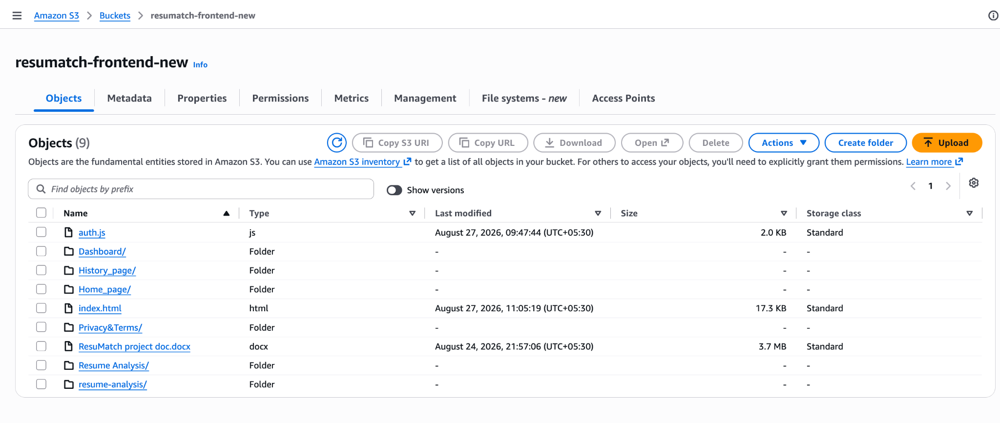 Amazon S3 > Buckets > resumatch-frontend-new
resumatch-frontend-new Info
Objects Metadata Properties Permissions Metrics Management File systems - new Access Points
Objects (9) Copy S3 URI Copy URL Download Open Delete Actions Create folder Upload
Objects are the fundamental entities stored in Amazon S3. You can use Amazon S3 inventory to get a list of all objects in your bucket. For others to access your objects, you'll need to explicitly grant them permissions. Learn more
Find objects by prefix Show versions 1
Name Type Last modified Size Storage class
auth.js js August 27, 2026, 09:47:44 (UTC+05:30) 2.0 KB Standard
Dashboard/ Folder - - -
History_page/ Folder - - -
Home_page/ Folder - - -
index.html html August 27, 2026, 11:05:19 (UTC+05:30) 17.3 KB Standard
Privacy&Terms/ Folder - - -
ResuMatch project doc.docx docx August 24, 2026, 21:57:06 (UTC+05:30) 3.7 MB Standard
Resume Analysis/ Folder - - -
resume-analysis/ Folder - - -